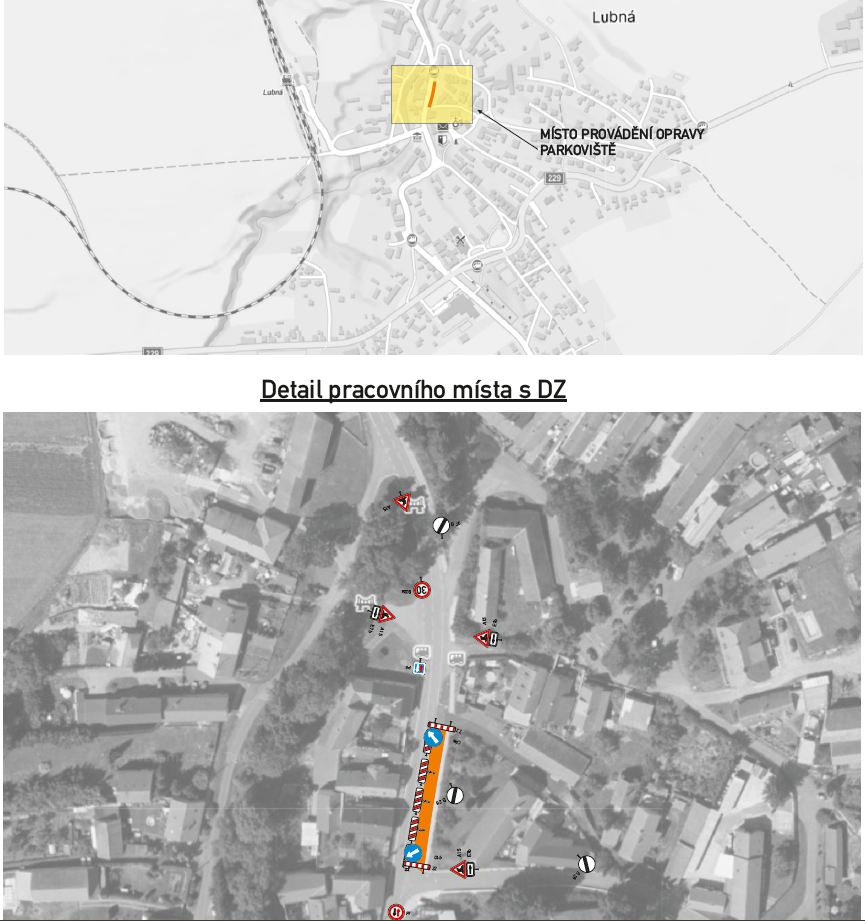 Lubná
Lubná
MÍSTO PROVÁDĚNÍ OPRAVY
PARKOVIŠTĚ
229
229
Detail pracovního místa s DZ
30